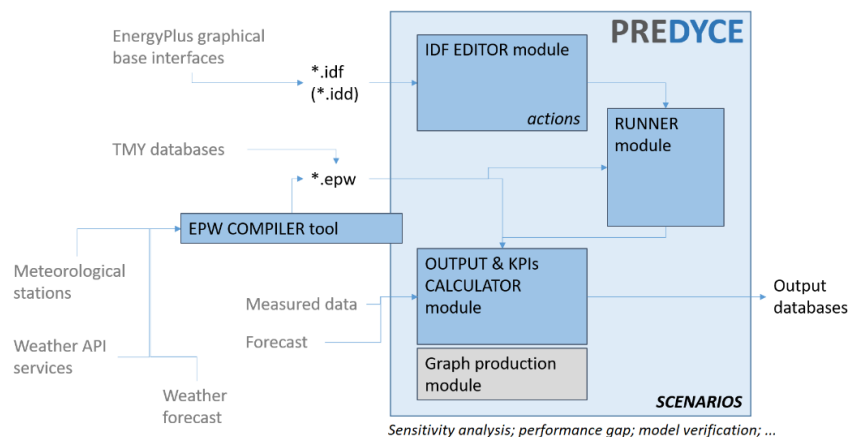 PREDYCE
EnergyPlus graphical
base interfaces
*.idf
(*.idd)
IDF EDITOR module
actions
RUNNER
module
TMY databases
*.epw
EPW COMPILER tool
Meteorological
stations
Measured data
Forecast
OUTPUT & KPIs
CALCULATOR
module
Output
databases
Weather API
services
Weather
forecast
Graph production
module
SCENARIOS
Sensitivity analysis; performance gap; model verification; ...